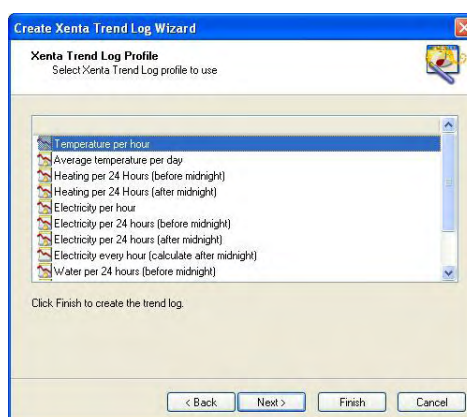 Create Xenta Trend Log Wizard
Xenta Trend Log Profile
Select Xenta Trend Log profile to use
Temperature per hour
Average temperature per day
Heating per 24 Hours (before midnight)
Heating per 24 Hours (after midnight)
Electricity per hour
Electricity per 24 hours (before midnight)
Electricity per 24 hours (after midnight)
Electricity every hour (calculate after midnight)
Water per 24 hours (before midnight)
Click Finish to create the trend log.
< Back Next > Finish Cancel